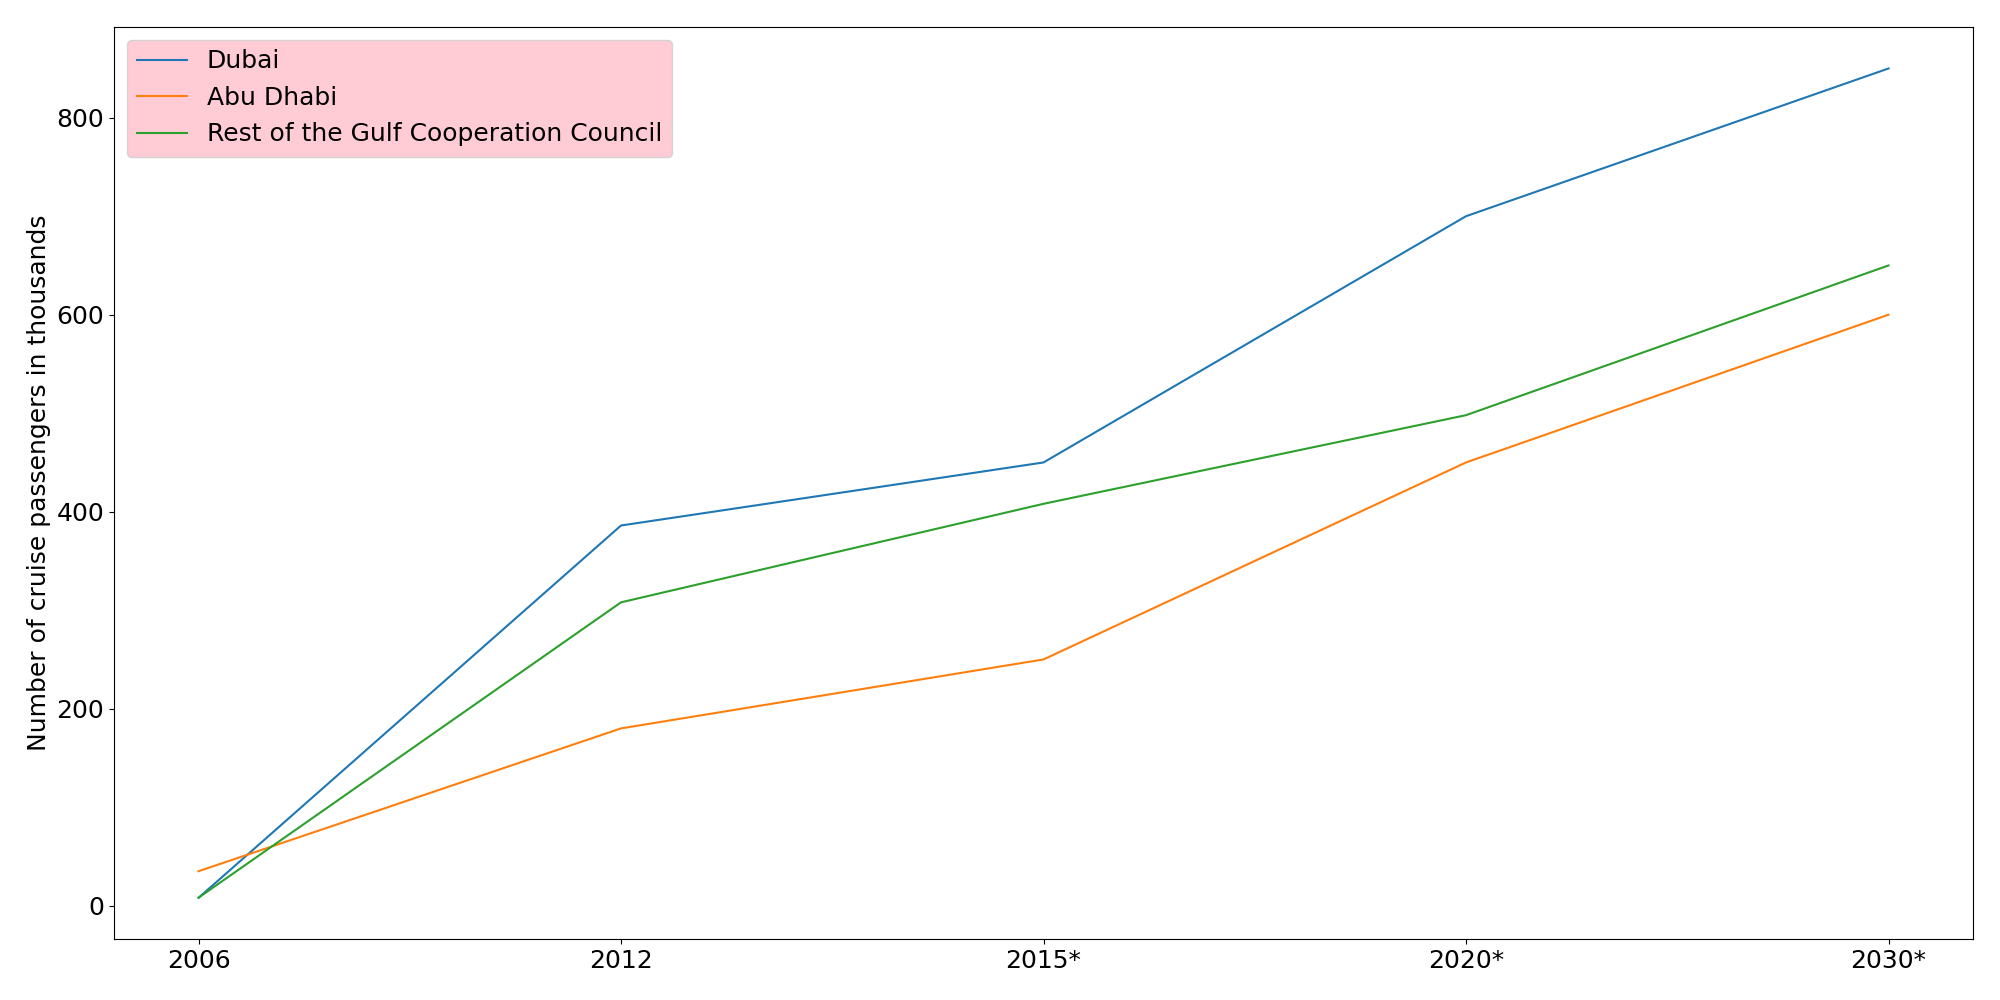 Dubai
Abu Dhabi
Rest of the Gulf Cooperation Council
Number of cruise passengers in thousands
800
600
400
200
0
2006 2012 2015* 2020* 2030*